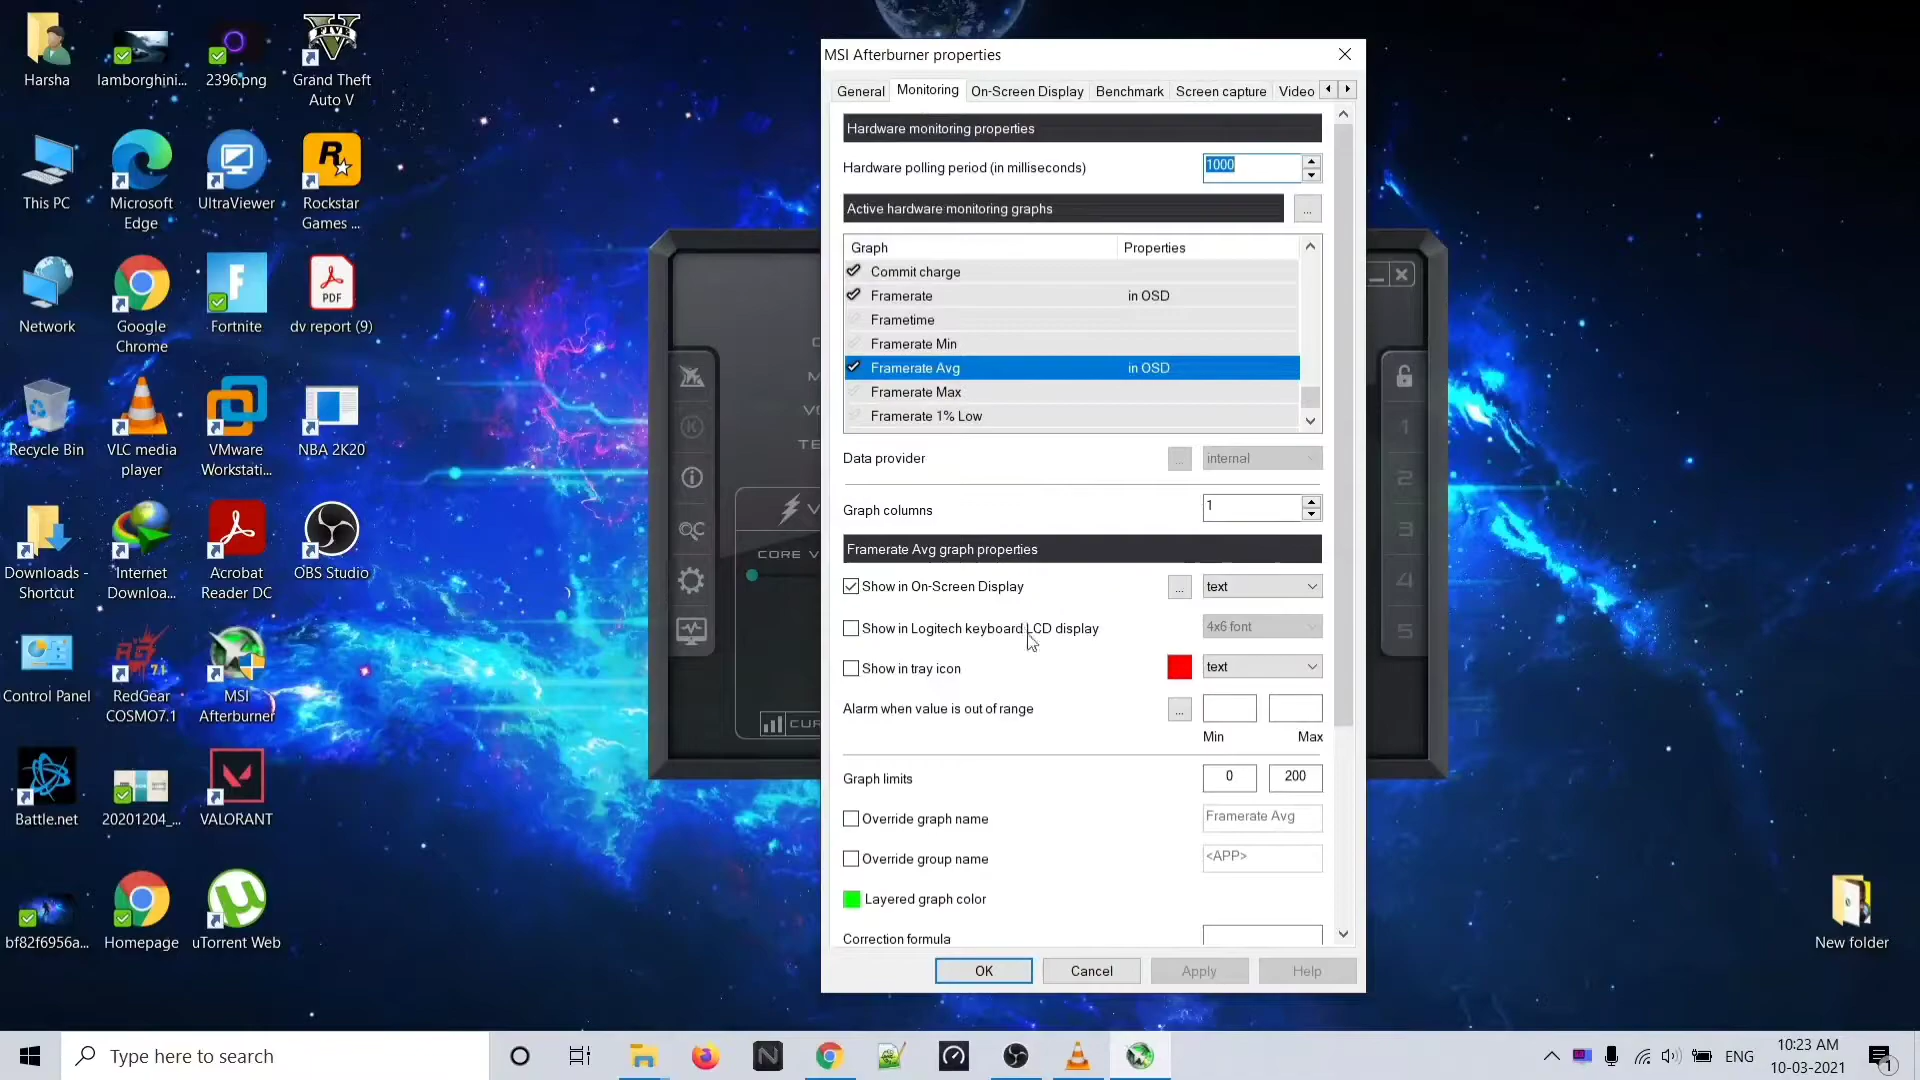 Harsha
lamborghini...
2396.png
Grand Theft
Auto V
This PC
Microsoft
Edge
UltraViewer
Rockstar
Games ...
Network
Google
Chrome
Fortnite
PDF
dv report (9)
Recycle Bin
VLC media
player
VMware
Workstati...
NBA 2K20
Downloads -
Shortcut
Internet
Downloa...
Acrobat
Reader DC
OBS Studio
Control Panel
RedGear
COSMO7.1
MSI
Afterburner
Battle.net
20201204_...
VALORANT
bf82f6956a...
Homepage
uTorrent Web
New folder
MSI Afterburner properties
General
Monitoring
On-Screen Display
Benchmark
Screen capture
Video
Hardware monitoring properties
Hardware polling period (in milliseconds)
1000
Active hardware monitoring graphs
...
Graph
Properties
Commit charge
Framerate
in OSD
Frametime
Framerate Min
Framerate Avg
in OSD
Framerate Max
Framerate 1% Low
Data provider
...
internal
Graph columns
1
Framerate Avg graph properties
Show in On-Screen Display
...
text
Show in Logitech keyboard LCD display
4x6 font
Show in tray icon
text
Alarm when value is out of range
...
Min
Max
Graph limits
0
200
Override graph name
Framerate Avg
Override group name
<APP>
Layered graph color
Correction formula
OK
Cancel
Apply
Help
CORE V
CUR
1
2
3
4
5
Type here to search
ENG
10:23 AM
10-03-2021
1